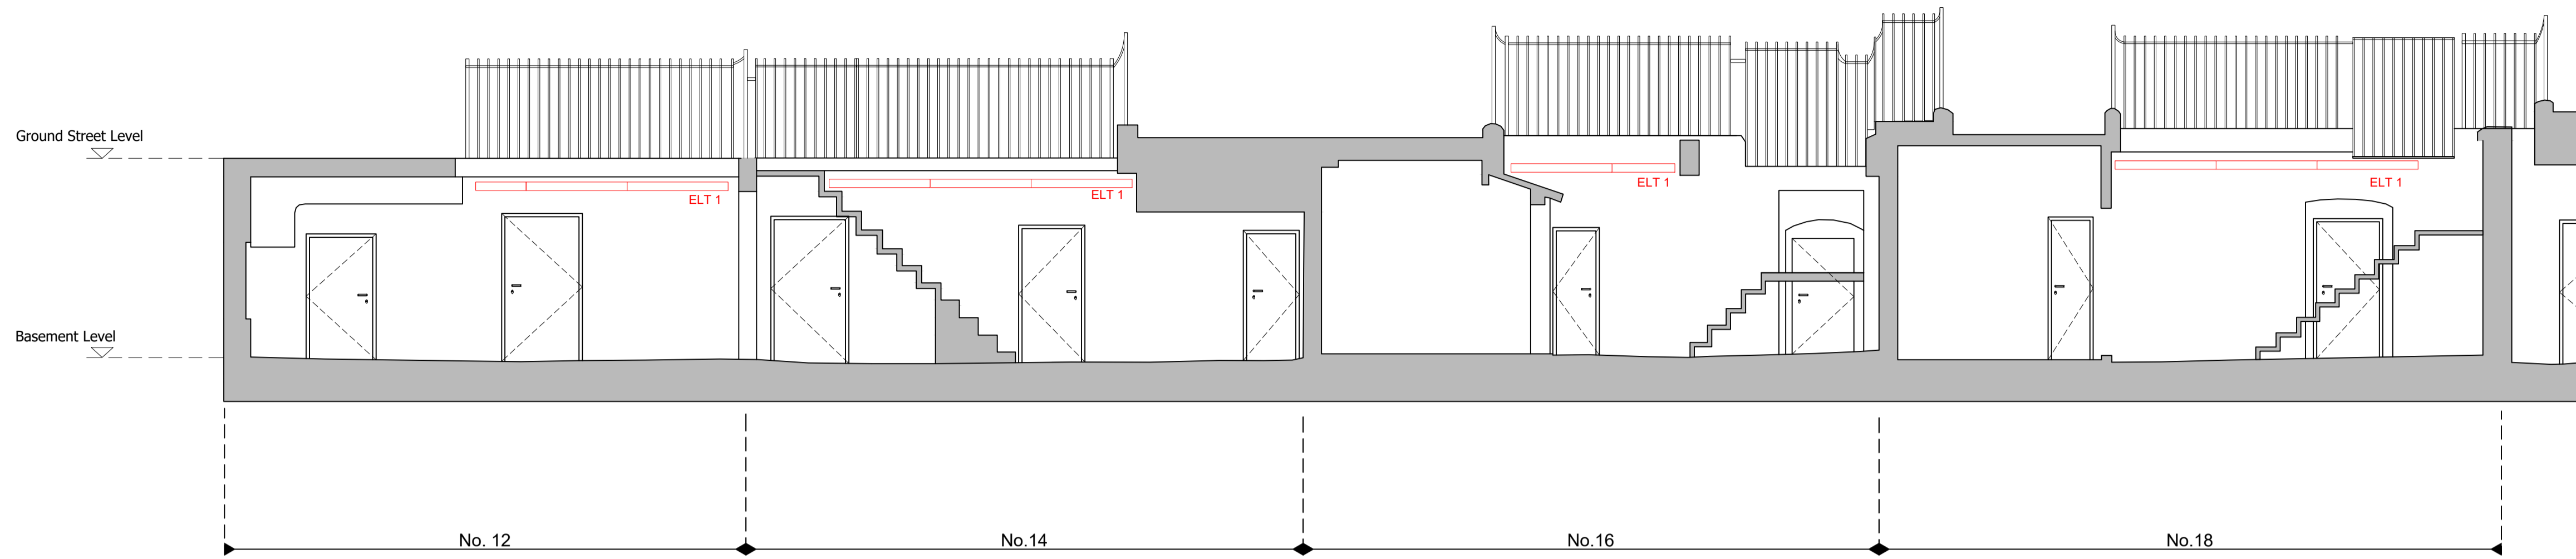 Ground Street Level
ELT 1
ELT 1
ELT 1
ELT 1
Basement Level
No. 12
No.14
No.16
No.18